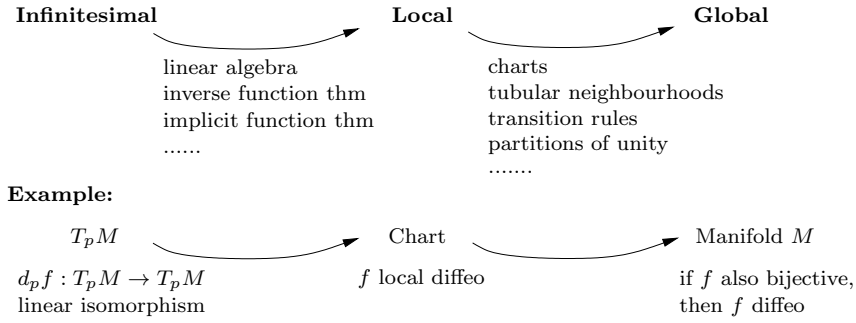 Infinitesimal Local Global
linear algebra charts
inverse function thm tubular neighbourhoods
implicit function thm transition rules
...... partitions of unity
.......
Example:
T_pM Chart Manifold M
d_pf : T_pM → T_pM f local diffeo if f also bijective,
linear isomorphism then f diffeo